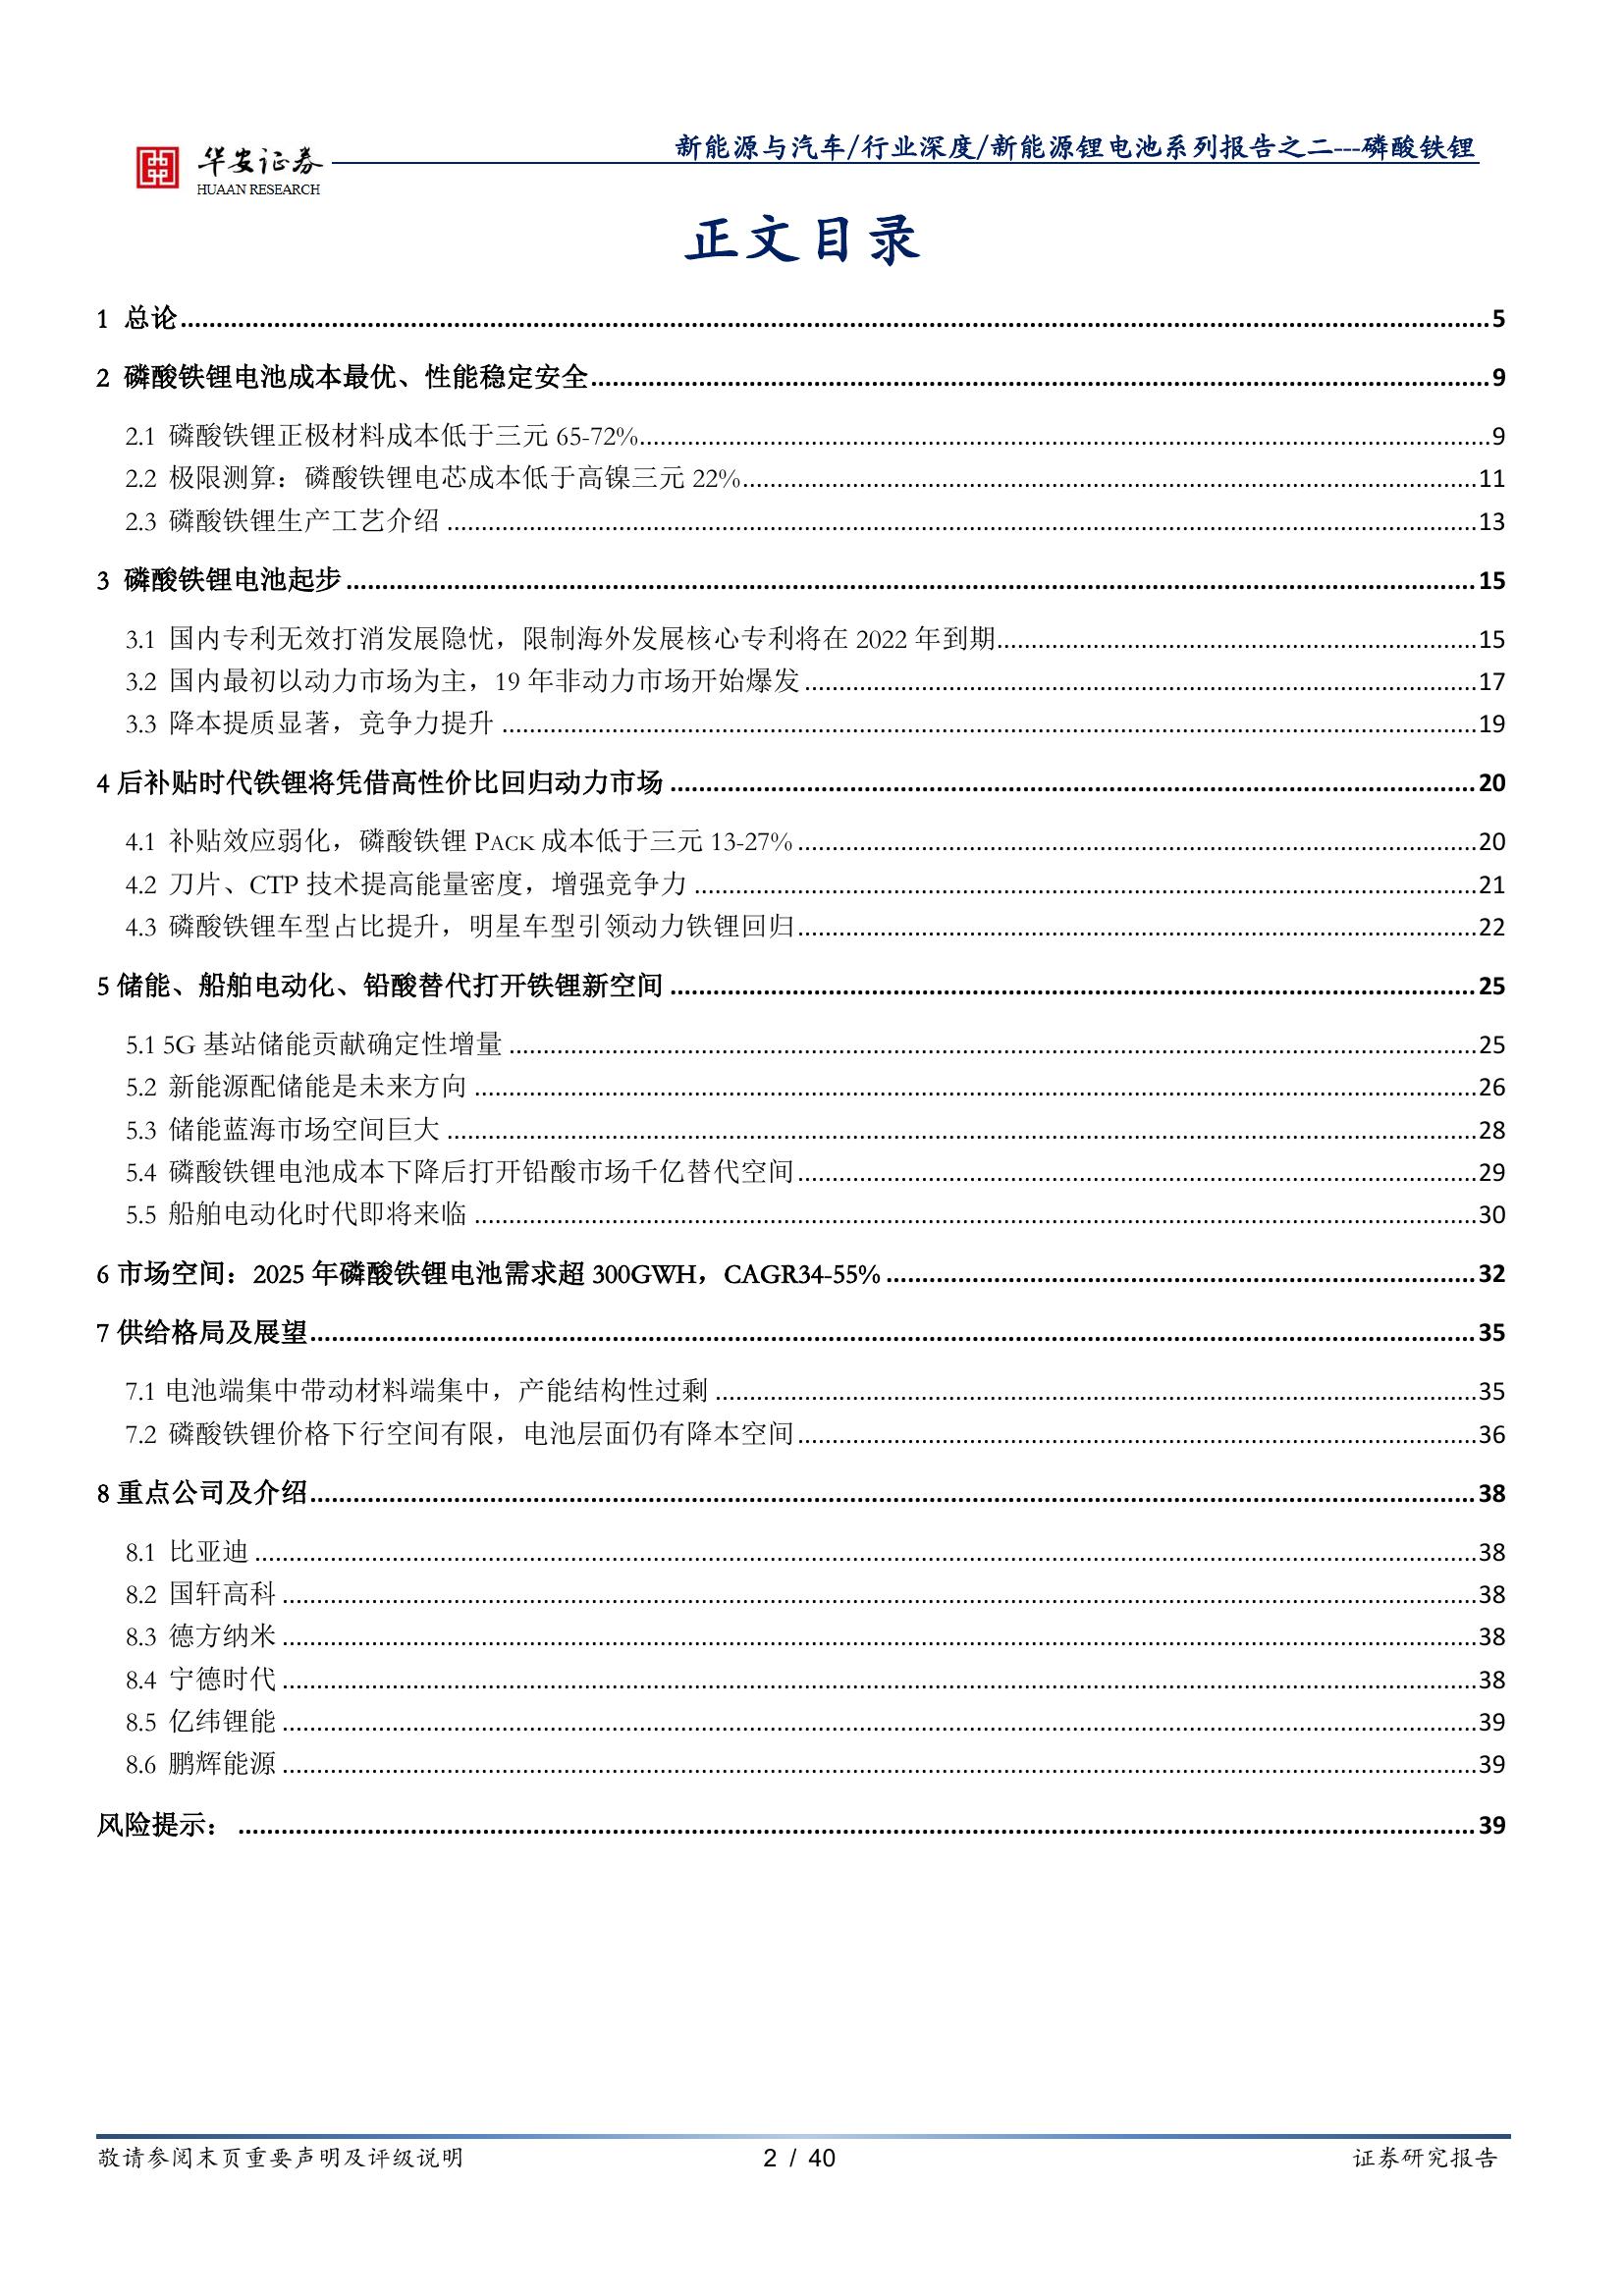 华安证券
HUAAN RESEARCH
新能源与汽车/行业深度/新能源锂电池系列报告之二---磷酸铁锂
正文目录
1 总论 5
2 磷酸铁锂电池成本最优、性能稳定安全 9
2.1 磷酸铁锂正极材料成本低于三元 65-72% 9
2.2 极限测算：磷酸铁锂电芯成本低于高镍三元 22% 11
2.3 磷酸铁锂生产工艺介绍 13
3 磷酸铁锂电池起步 15
3.1 国内专利无效打消发展隐忧，限制海外发展核心专利将在 2022 年到期 15
3.2 国内最初以动力市场为主，19 年非动力市场开始爆发 17
3.3 降本提质显著，竞争力提升 19
4 后补贴时代铁锂将凭借高性价比回归动力市场 20
4.1 补贴效应弱化，磷酸铁锂 PACK 成本低于三元 13-27% 20
4.2 刀片、CTP 技术提高能量密度，增强竞争力 21
4.3 磷酸铁锂车型占比提升，明星车型引领动力铁锂回归 22
5 储能、船舶电动化、铅酸替代打开铁锂新空间 25
5.1 5G 基站储能贡献确定性增量 25
5.2 新能源配储能是未来方向 26
5.3 储能蓝海市场空间巨大 28
5.4 磷酸铁锂电池成本下降后打开铅酸市场千亿替代空间 29
5.5 船舶电动化时代即将来临 30
6 市场空间：2025 年磷酸铁锂电池需求超 300GWH，CAGR34-55% 32
7 供给格局及展望 35
7.1 电池端集中带动材料端集中，产能结构性过剩 35
7.2 磷酸铁锂价格下行空间有限，电池层面仍有降本空间 36
8 重点公司及介绍 38
8.1 比亚迪 38
8.2 国轩高科 38
8.3 德方纳米 38
8.4 宁德时代 38
8.5 亿纬锂能 39
8.6 鹏辉能源 39
风险提示： 39
敬请参阅末页重要声明及评级说明 2 / 40 证券研究报告